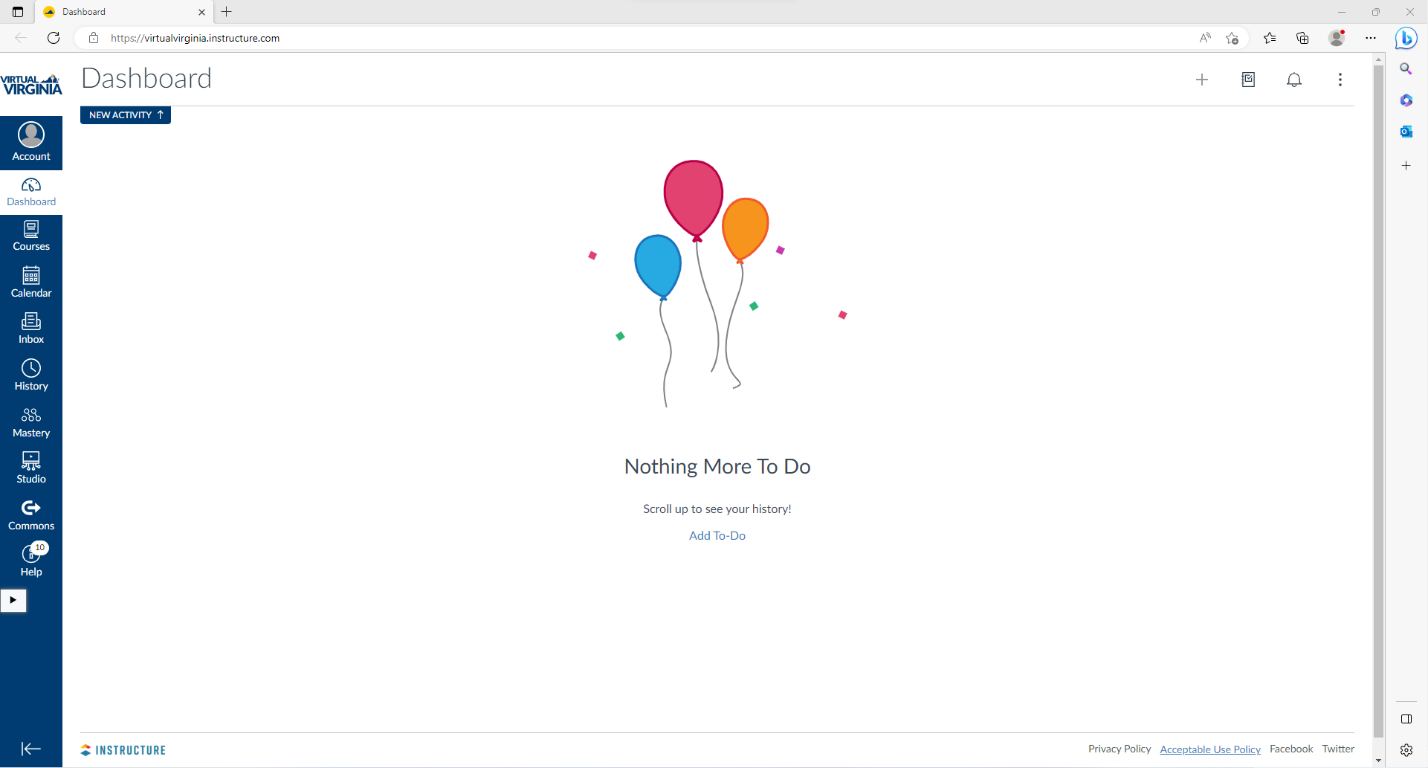 Dashboard
https://virtualvirginia.instructure.com
VIRTUAL
VIRGINIA
Dashboard
NEW ACTIVITY ↑
Account
Dashboard
Courses
Calendar
Inbox
History
Mastery
Studio
Commons
10
Help
Nothing More To Do
Scroll up to see your history!
Add To-Do
INSTRUCTURE
Privacy Policy Acceptable Use Policy Facebook Twitter